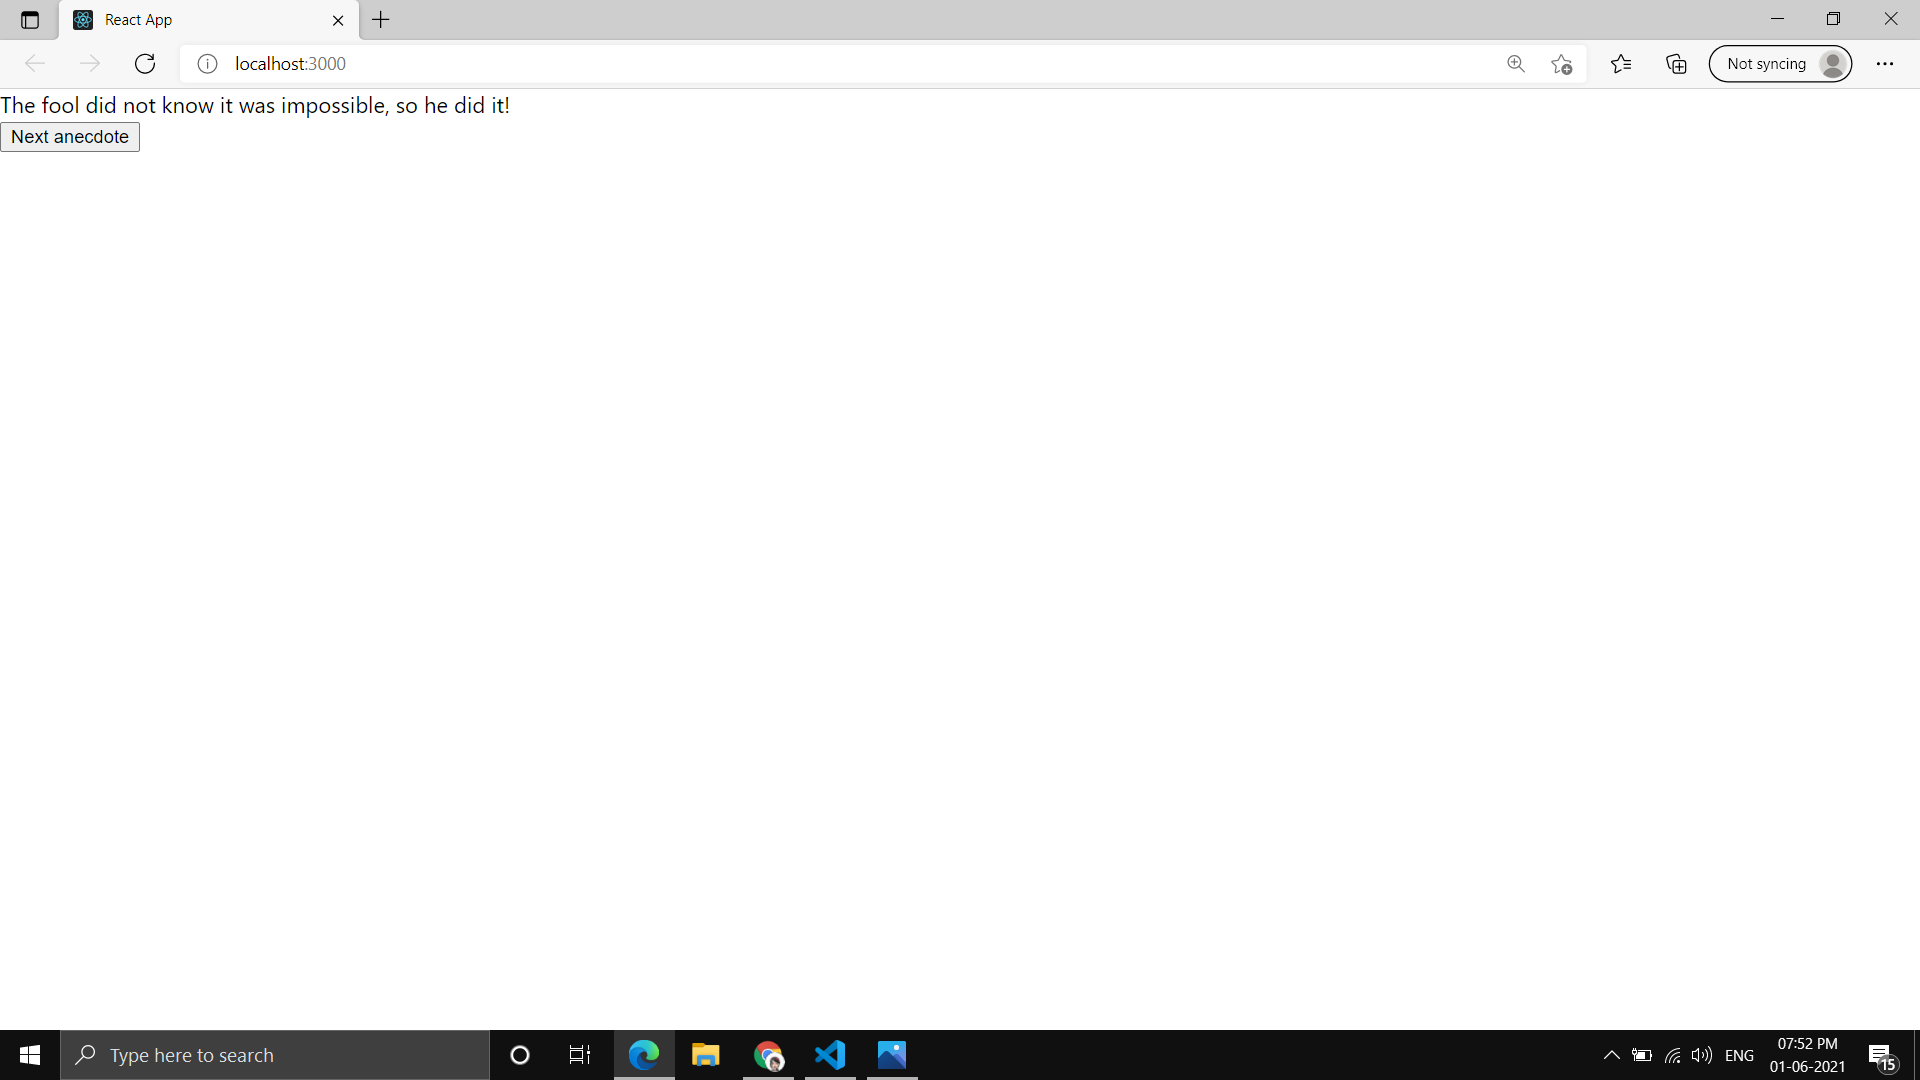 React App
localhost:3000
Not syncing
The fool did not know it was impossible, so he did it!
Next anecdote
Type here to search
ENG
07:52 PM
01-06-2021
15